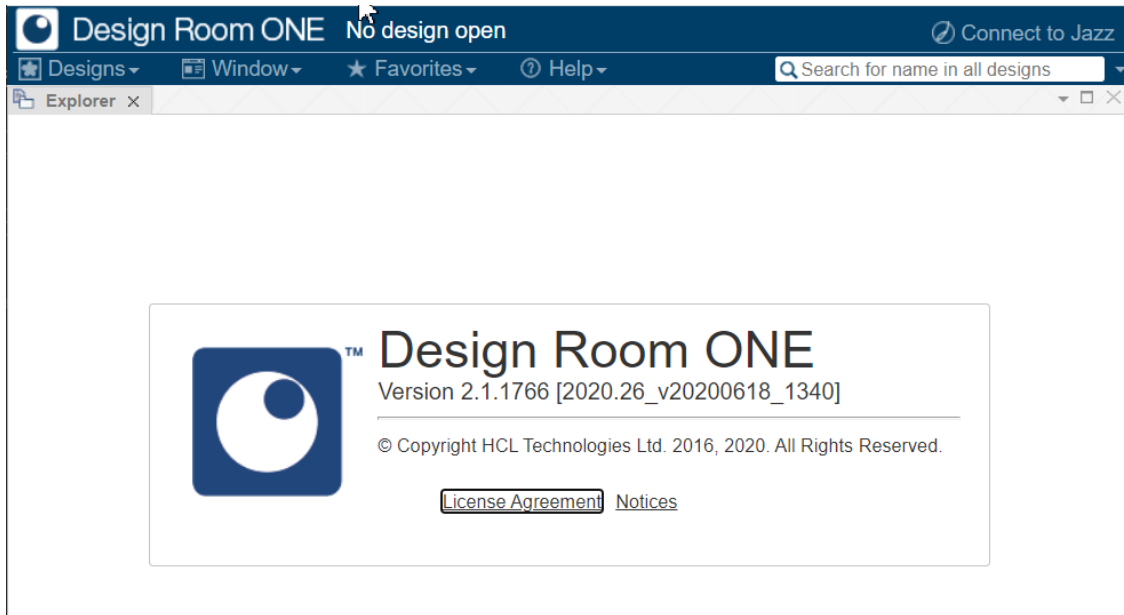 Design Room ONE No design open
Connect to Jazz
Designs Window Favorites Help Search for name in all designs
Explorer
Design Room ONE
TM
Version 2.1.1766 [2020.26_v20200618_1340]
© Copyright HCL Technologies Ltd. 2016, 2020. All Rights Reserved.
License Agreement Notices